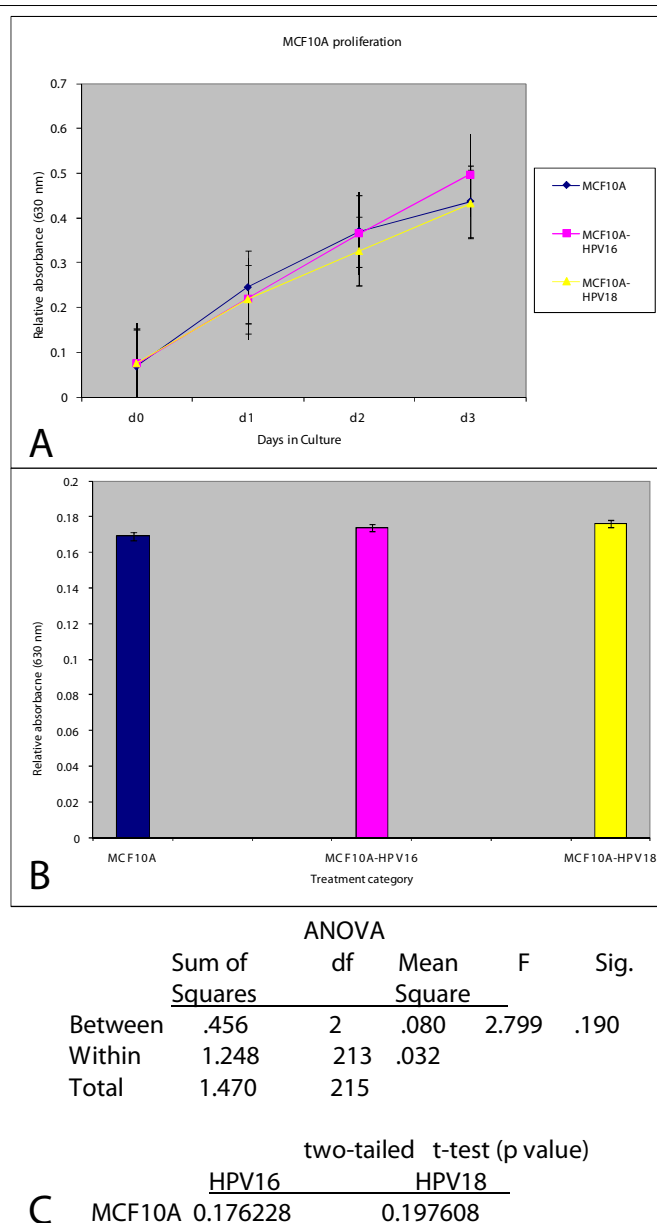 MCF10A proliferation
0.7
0.6
0.5
0.4
0.3
0.2
0.1
0
Relative absorbance (630 nm)
d0 d1 d2 d3
Days in Culture
MCF10A
MCF10A-
HPV16
MCF10A-
HPV18
A
0.2
0.18
0.16
0.14
0.12
0.1
0.08
0.06
0.04
0.02
0
Relative absorbacne (630 nm)
MCF10A MCF10A-HPV16 MCF10A-HPV18
Treatment category
B
ANOVA
Sum of df Mean F Sig.
Squares Square
Between .456 2 .080 2.799 .190
Within 1.248 213 .032
Total 1.470 215
two-tailed t-test (p value)
HPV16 HPV18
MCF10A 0.176228 0.197608
C